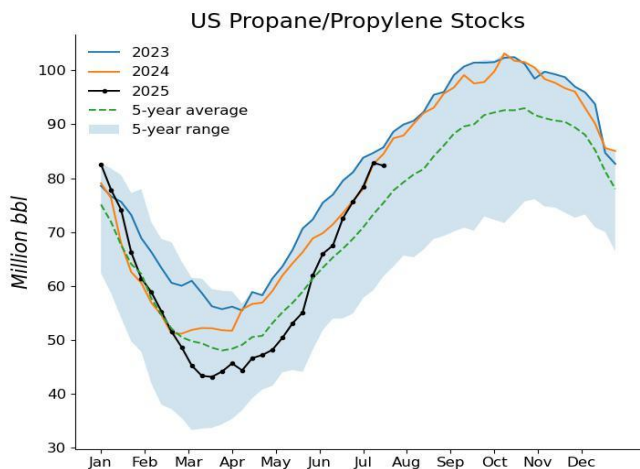 US Propane/Propylene Stocks
2023
2024
2025
5-year average
5-year range
Million bbl
100
90
80
70
60
50
40
30
Jan Feb Mar Apr May Jun Jul Aug Sep Oct Nov Dec